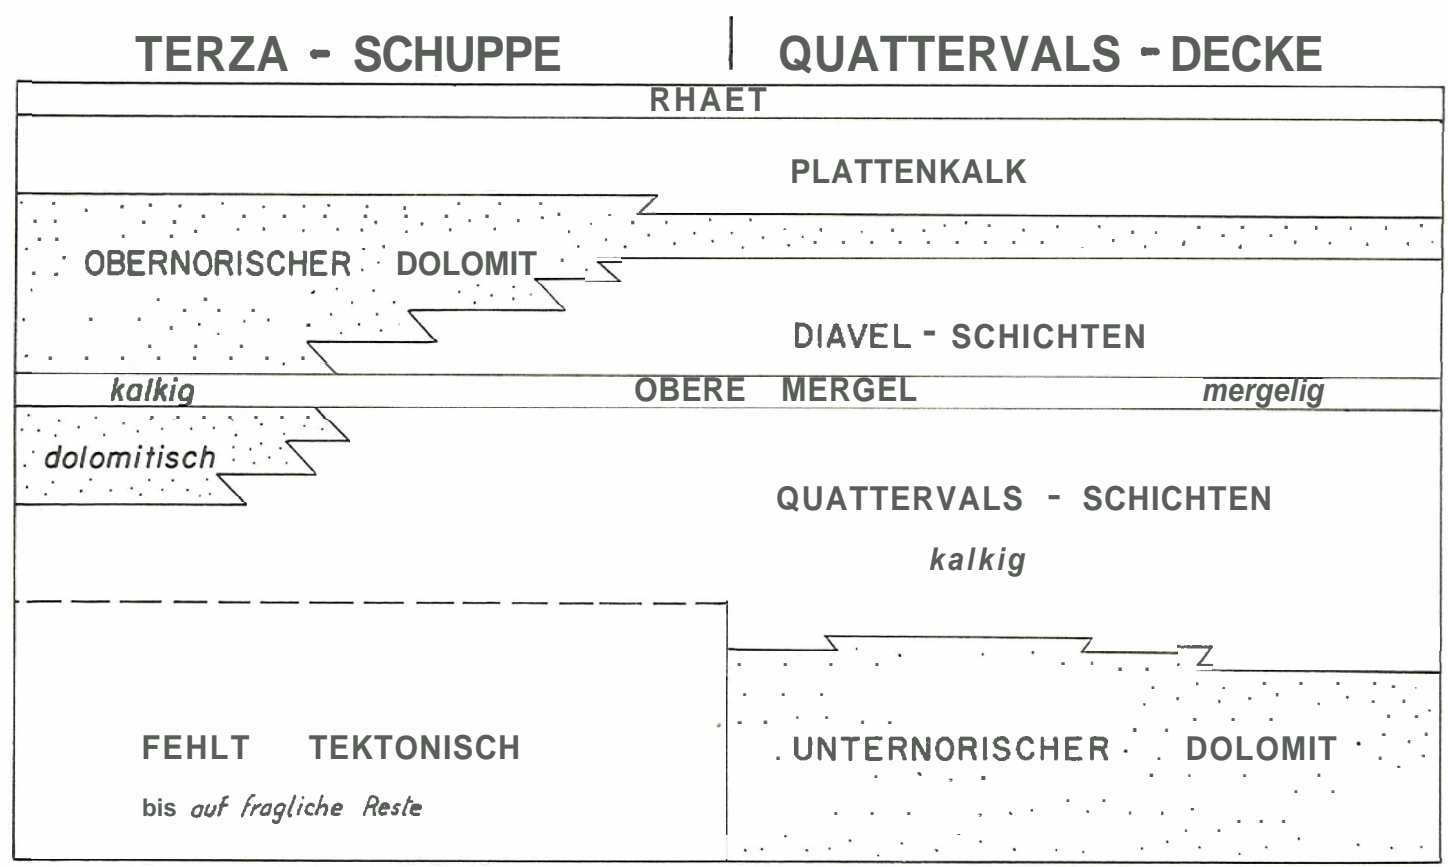 TERZA - SCHUPPE | QUATTERVALS - DECKE
RHAET
PLATTENKALK
OBERNORISCHER DOLOMIT
DIAVEL - SCHICHTEN
kalkig OBERE MERGEL mergelig
dolomitisch
QUATTERVALS - SCHICHTEN
kalkig
FEHLT TEKTONISCH
UNTERNORISCHER DOLOMIT
bis auf fragliche Reste